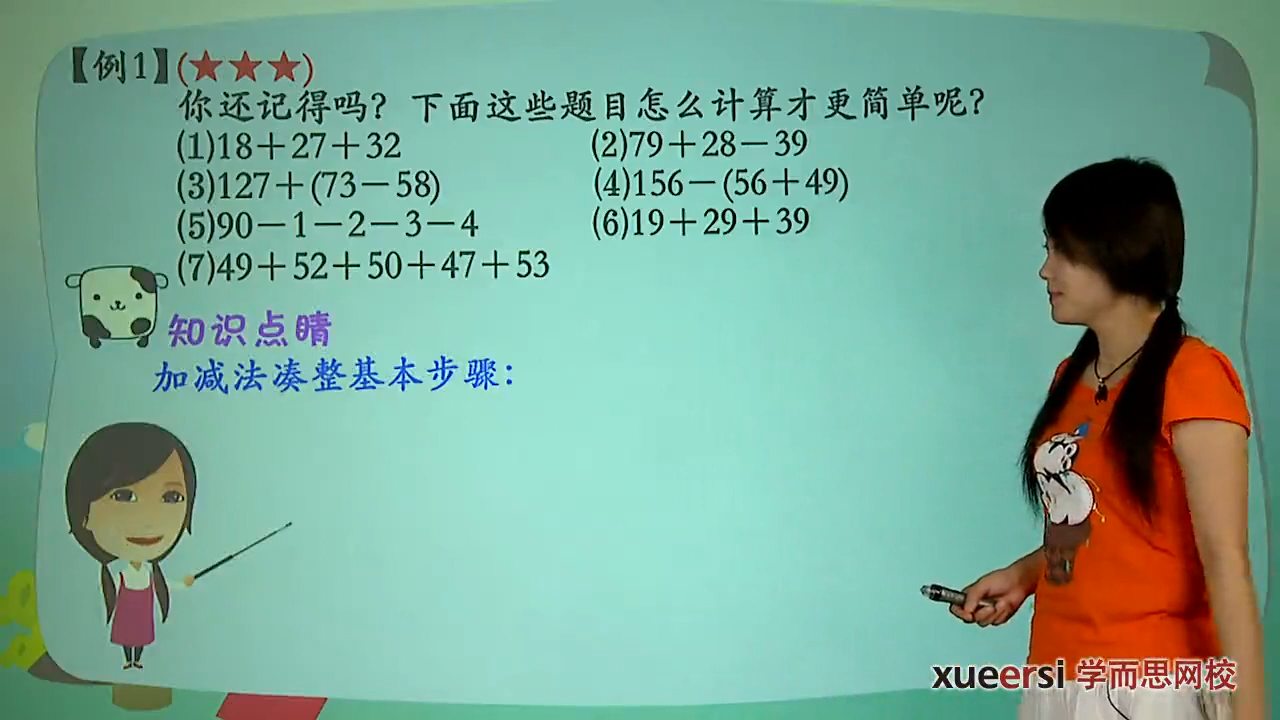 【例1】(★★★)
你还记得吗？下面这些题目怎么计算才更简单呢？
(1)18＋27＋32 (2)79＋28－39
(3)127＋(73－58) (4)156－(56＋49)
(5)90－1－2－3－4 (6)19＋29＋39
(7)49＋52＋50＋47＋53
知识点睛
加减法凑整基本步骤：
xueersi 学而思网校